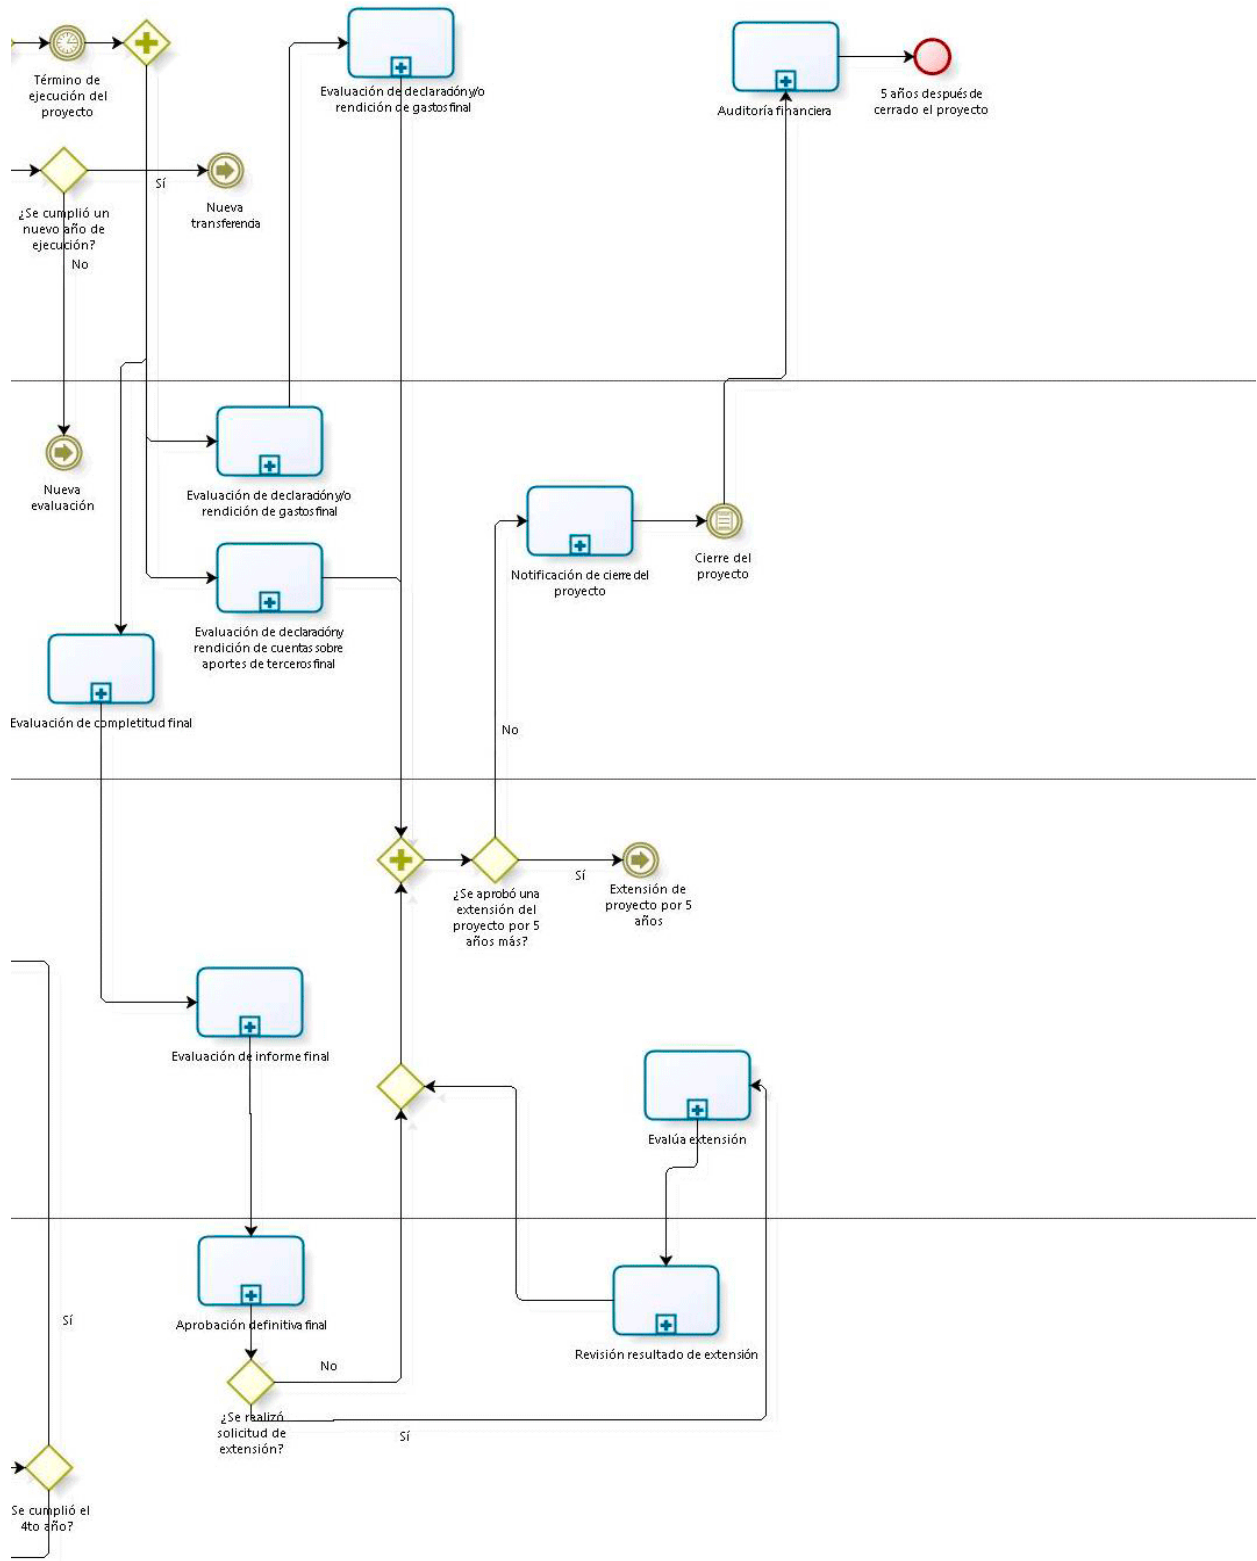 Término de
ejecución del
proyecto
Evaluación de declaración y/o
rendición de gastos final
Auditoría financiera
5 años después de
cerrado el proyecto
Sí
¿Se cumplió un
nuevo año de
ejecución?
Nueva
transferencia
No
Nueva
evaluación
Evaluación de declaración y/o
rendición de gastos final
Notificación de cierre del
proyecto
Cierre del
proyecto
Evaluación de declaración y
rendición de cuentas sobre
aportes de terceros final
Evaluación de completitud final
No
¿Se aprobó una
extensión del
proyecto por 5
años más?
Sí
Extensión de
proyecto por 5
años
Evaluación de informe final
Evalúa extensión
Sí
Aprobación definitiva final
Revisión resultado de extensión
No
¿Se realizó
solicitud de
extensión?
Sí
Se cumplió el
4to año?